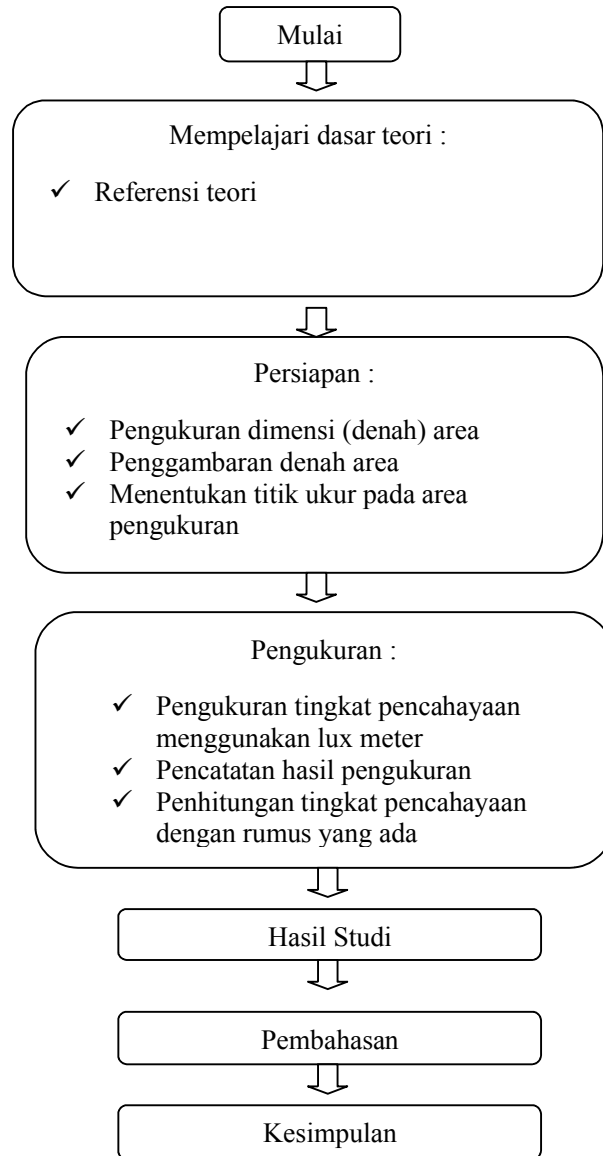 Mulai
Mempelajari dasar teori :
✓ Referensi teori
Persiapan :
✓ Pengukuran dimensi (denah) area
✓ Penggambaran denah area
✓ Menentukan titik ukur pada area
pengukuran
Pengukuran :
✓ Pengukuran tingkat pencahayaan
menggunakan lux meter
✓ Pencatatan hasil pengukuran
✓ Penhitungan tingkat pencahayaan
dengan rumus yang ada
Hasil Studi
Pembahasan
Kesimpulan